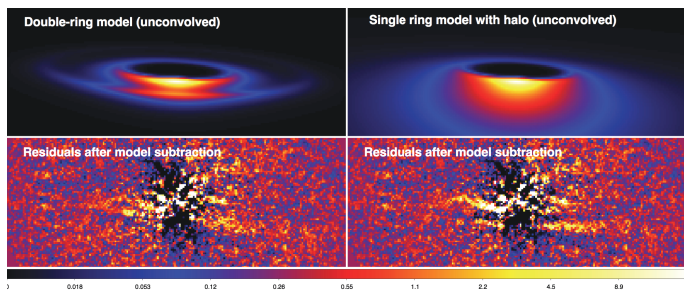 Double-ring model (unconvolved)
Single ring model with halo (unconvolved)
Residuals after model subtraction
Residuals after model subtraction
0 0.018 0.053 0.12 0.26 0.55 1.1 2.2 4.5 8.9